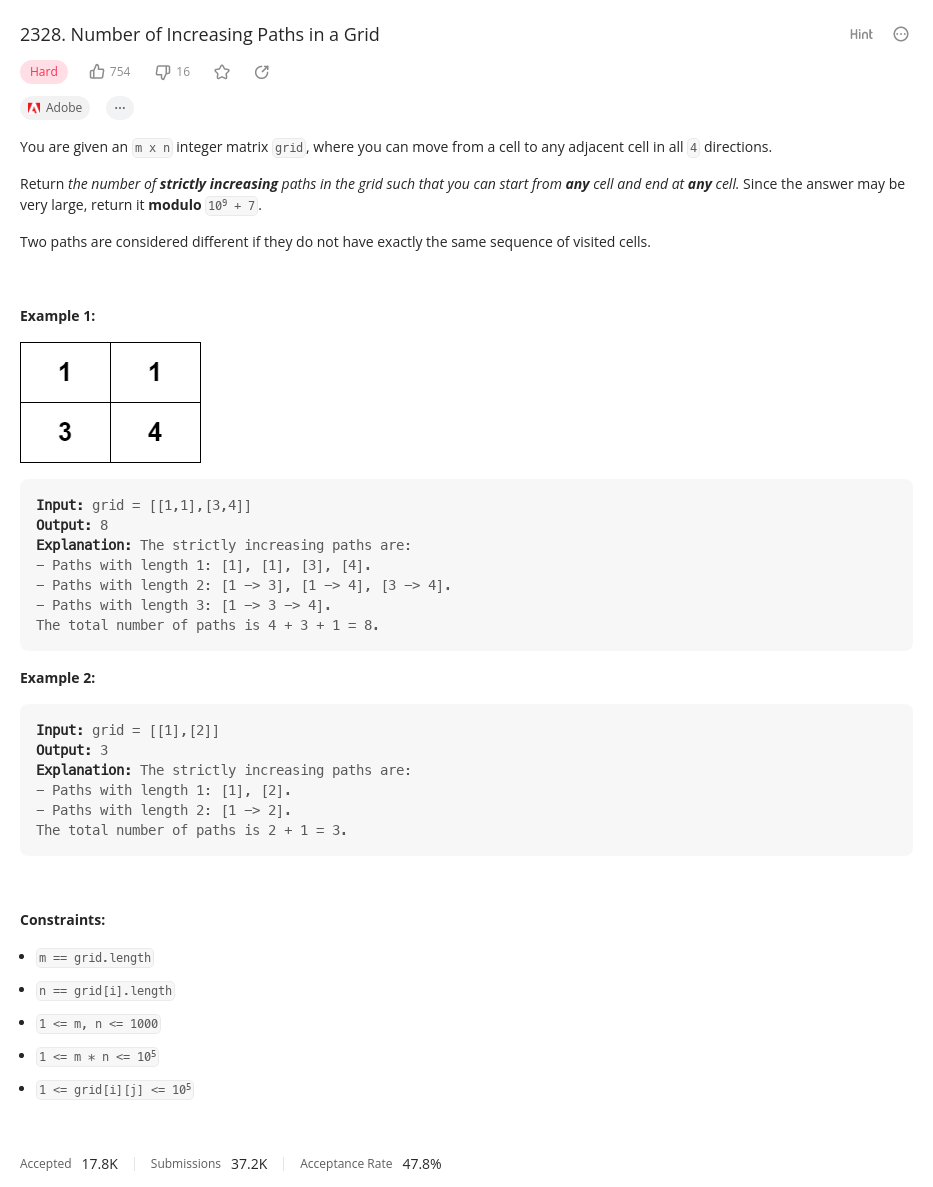 2328. Number of Increasing Paths in a Grid
Hint
Hard 754 16
Adobe ...
You are given an m x n integer matrix grid, where you can move from a cell to any adjacent cell in all 4 directions.
Return the number of strictly increasing paths in the grid such that you can start from any cell and end at any cell. Since the answer may be
very large, return it modulo 10⁹ + 7.
Two paths are considered different if they do not have exactly the same sequence of visited cells.
Example 1:
1 1
3 4
Input: grid = [[1,1],[3,4]]
Output: 8
Explanation: The strictly increasing paths are:
− Paths with length 1: [1], [1], [3], [4].
− Paths with length 2: [1 −> 3], [1 −> 4], [3 −> 4].
− Paths with length 3: [1 −> 3 −> 4].
The total number of paths is 4 + 3 + 1 = 8.
Example 2:
Input: grid = [[1],[2]]
Output: 3
Explanation: The strictly increasing paths are:
− Paths with length 1: [1], [2].
− Paths with length 2: [1 −> 2].
The total number of paths is 2 + 1 = 3.
Constraints:
• m == grid.length
• n == grid[i].length
• 1 <= m, n <= 1000
• 1 <= m * n <= 10⁵
• 1 <= grid[i][j] <= 10⁵
Accepted 17.8K Submissions 37.2K Acceptance Rate 47.8%